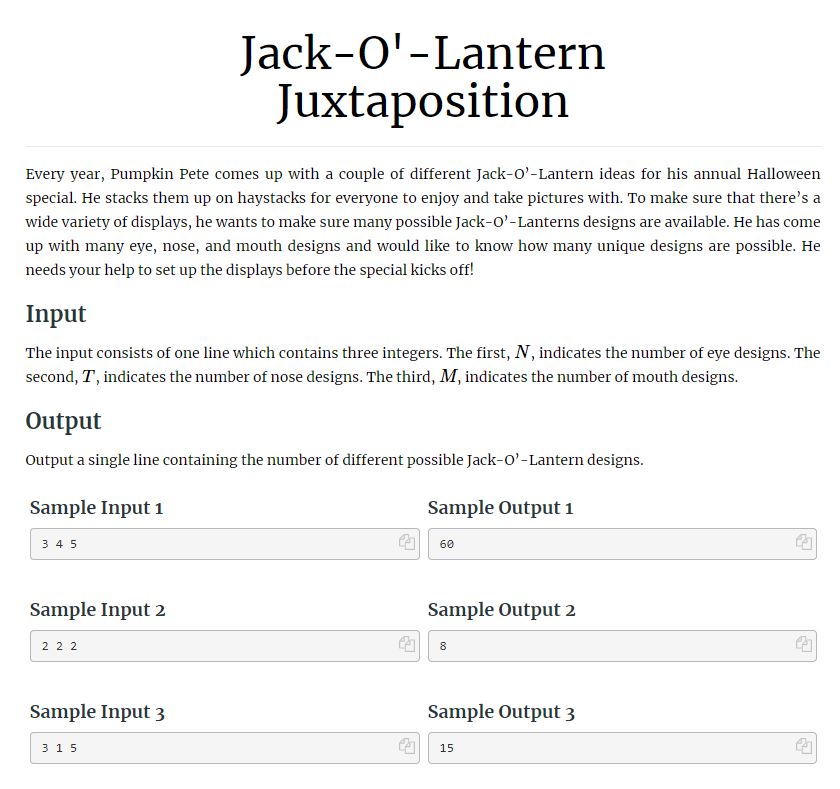 Jack-O'-Lantern
Juxtaposition
Every year, Pumpkin Pete comes up with a couple of different Jack-O’-Lantern ideas for his annual Halloween
special. He stacks them up on haystacks for everyone to enjoy and take pictures with. To make sure that there’s a
wide variety of displays, he wants to make sure many possible Jack-O’-Lanterns designs are available. He has come
up with many eye, nose, and mouth designs and would like to know how many unique designs are possible. He
needs your help to set up the displays before the special kicks off!
Input
The input consists of one line which contains three integers. The first, N, indicates the number of eye designs. The
second, T, indicates the number of nose designs. The third, M, indicates the number of mouth designs.
Output
Output a single line containing the number of different possible Jack-O’-Lantern designs.
Sample Input 1
Sample Output 1
3 4 5
60
Sample Input 2
Sample Output 2
2 2 2
8
Sample Input 3
Sample Output 3
3 1 5
15